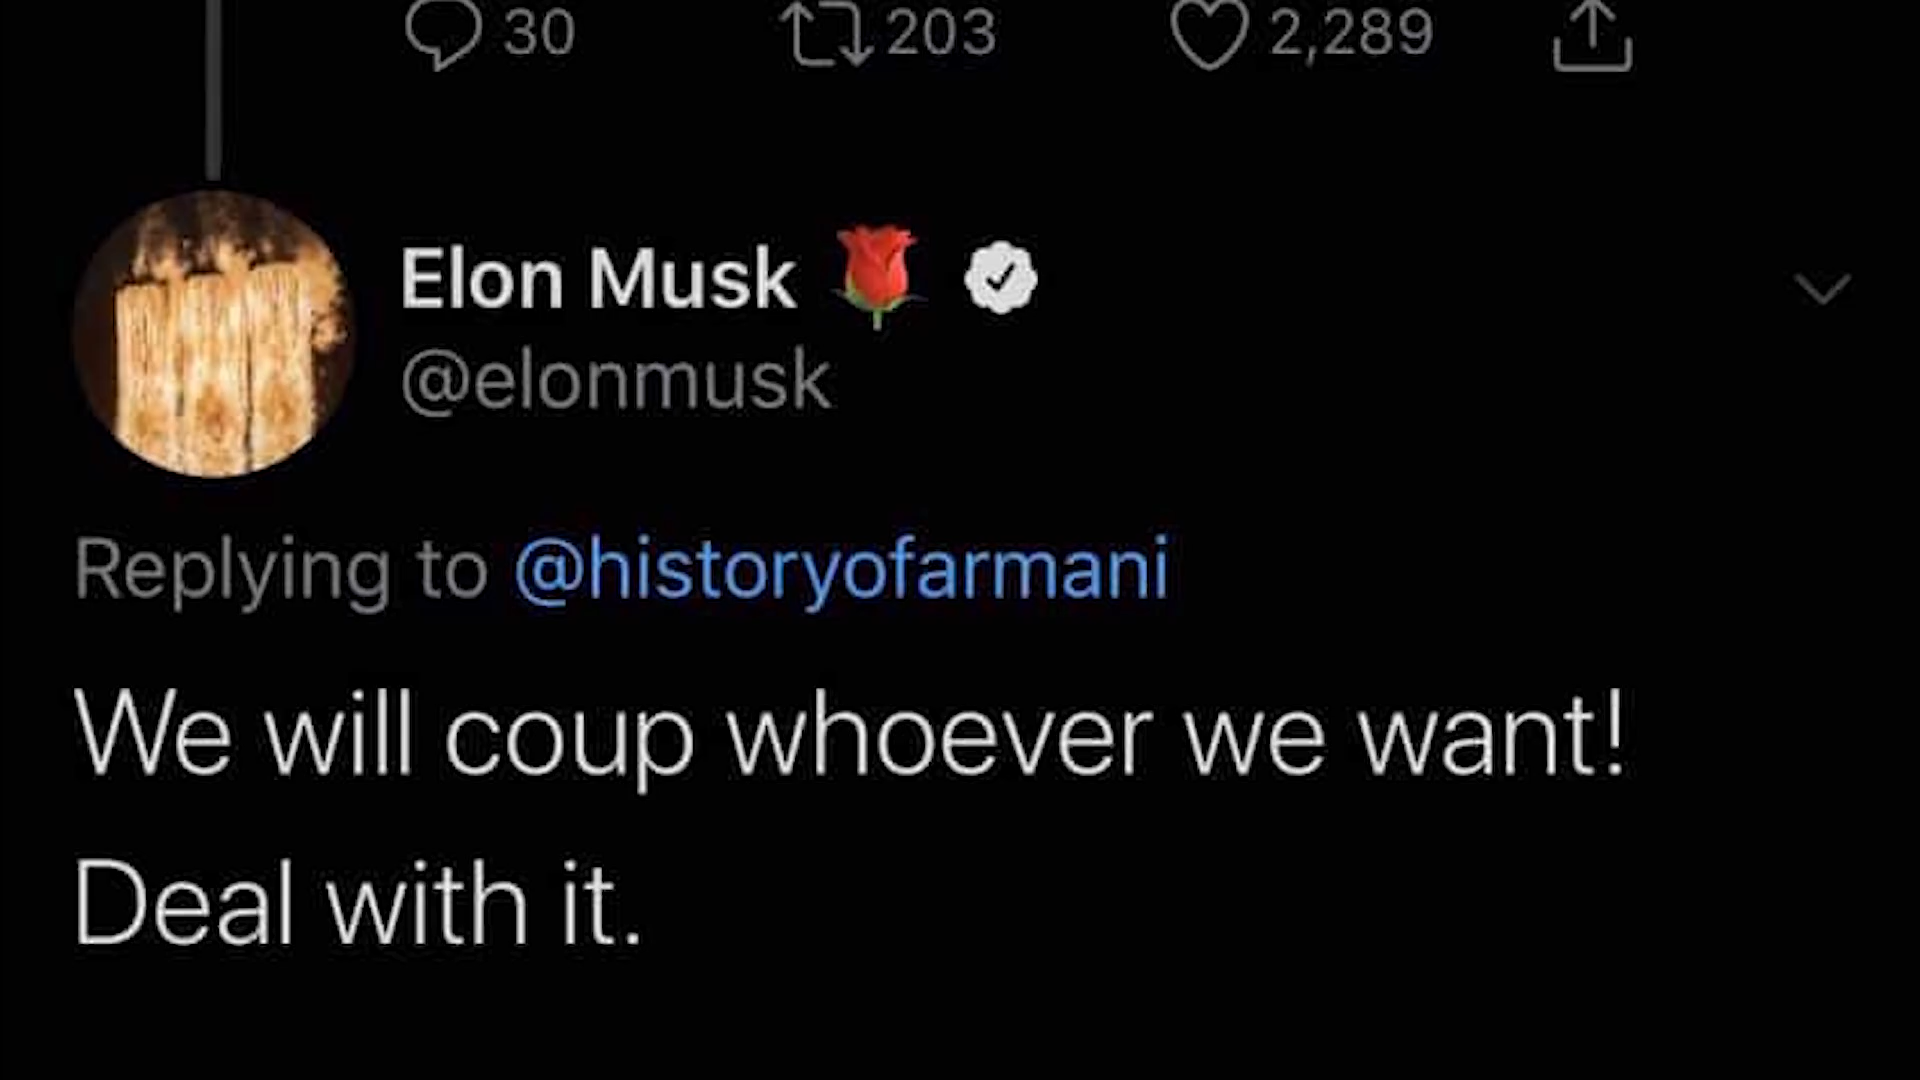 30 203 2,289
Elon Musk 🌹
@elonmusk
Replying to @historyofarmani
We will coup whoever we want!
Deal with it.